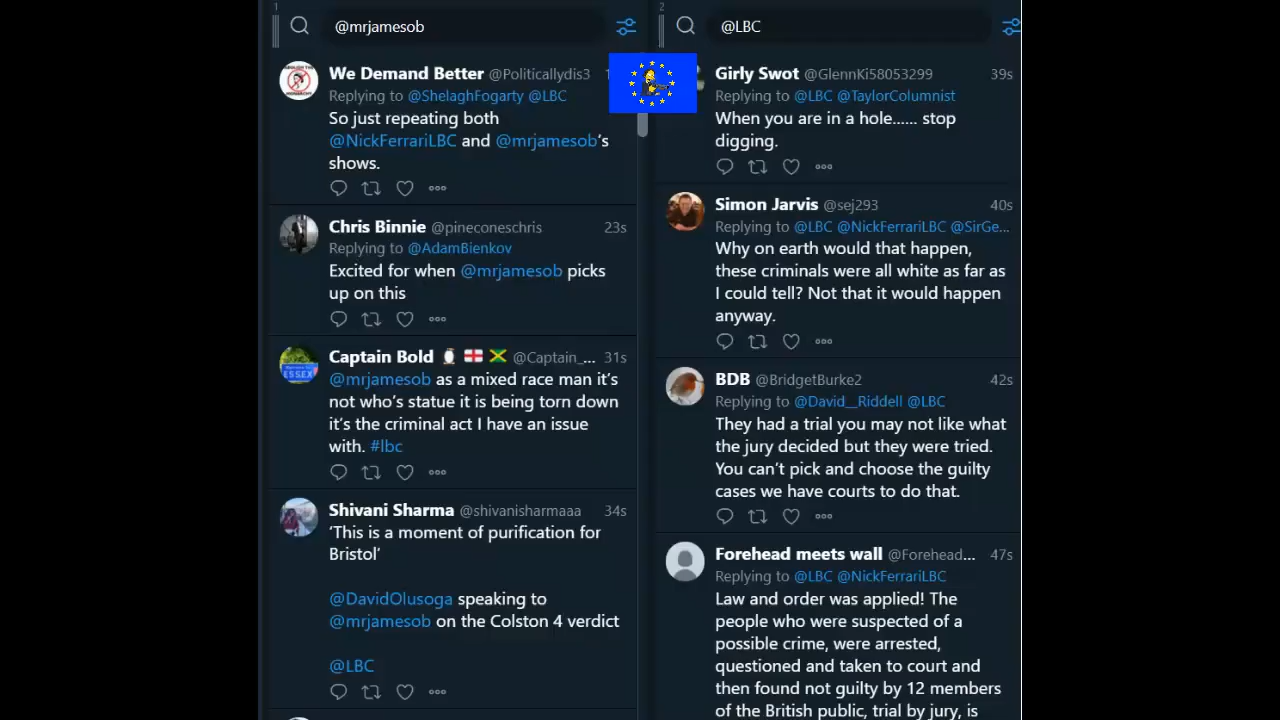 1
@mrjamesob
We Demand Better @Politicallydis3
Replying to @ShelaghFogarty @LBC
So just repeating both
@NickFerrariLBC and @mrjamesob's
shows.
Chris Binnie @pineconeschris 23s
Replying to @AdamBienkov
Excited for when @mrjamesob picks
up on this
Captain Bold @Captain_... 31s
@mrjamesob as a mixed race man it's
not who's statue it is being torn down
it's the criminal act I have an issue
with. #lbc
ESSEX
Shivani Sharma @shivanisharmaaa 34s
‘This is a moment of purification for
Bristol’
@DavidOlusoga speaking to
@mrjamesob on the Colston 4 verdict
@LBC
2
@LBC
Girly Swot @GlennKi58053299 39s
Replying to @LBC @TaylorColumnist
When you are in a hole...... stop
digging.
Simon Jarvis @sej293 40s
Replying to @LBC @NickFerrariLBC @SirGe...
Why on earth would that happen,
these criminals were all white as far as
I could tell? Not that it would happen
anyway.
BDB @BridgetBurke2 42s
Replying to @David__Riddell @LBC
They had a trial you may not like what
the jury decided but they were tried.
You can't pick and choose the guilty
cases we have courts to do that.
Forehead meets wall @Forehead... 47s
Replying to @LBC @NickFerrariLBC
Law and order was applied! The
people who were suspected of a
possible crime, were arrested,
questioned and taken to court and
then found not guilty by 12 members
of the British public, trial by jury, is